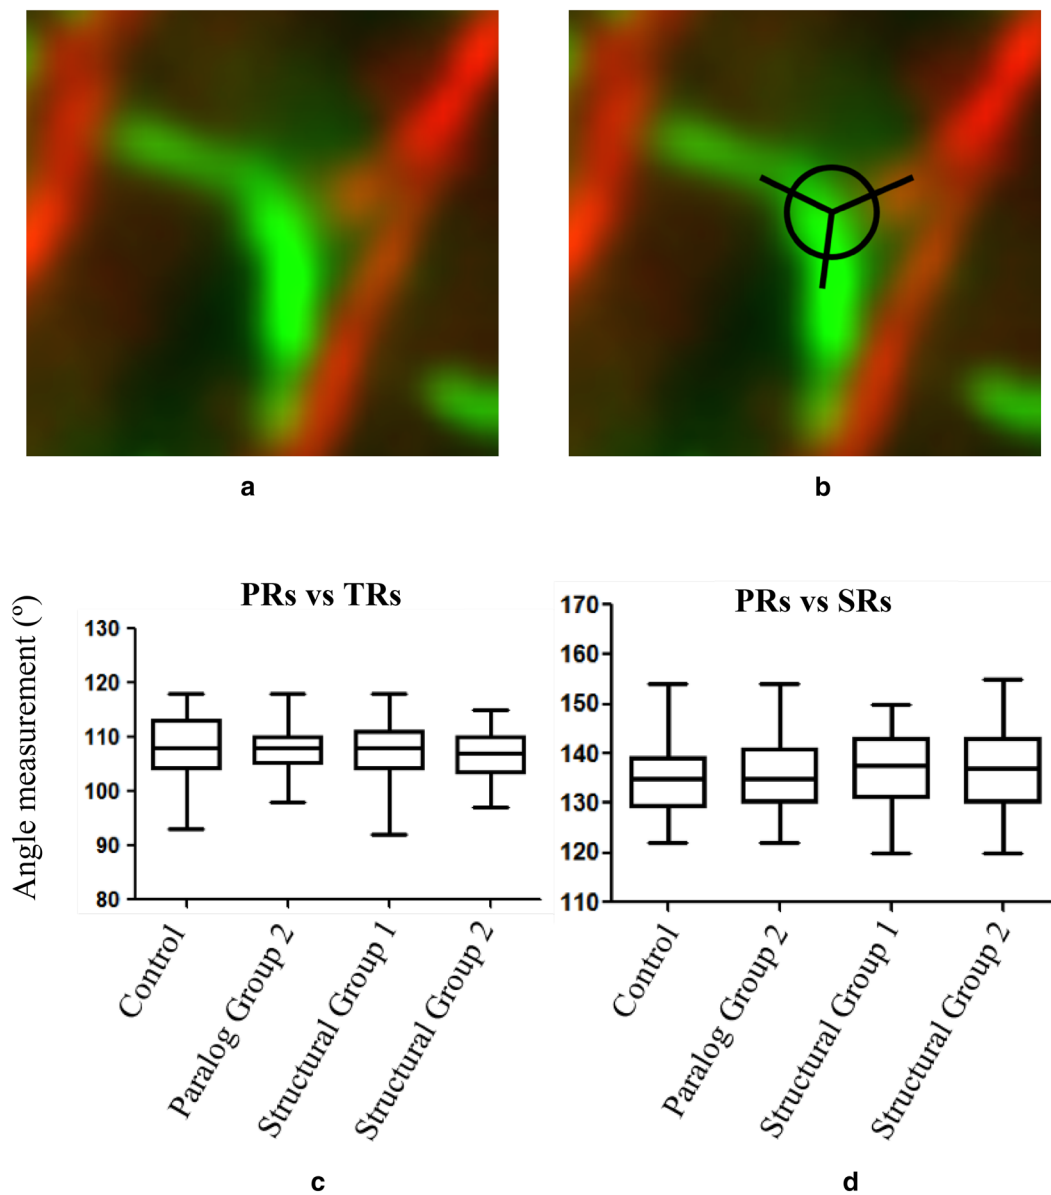 a
b
PRs vs TRs
PRs vs SRs
Angle measurement (º)
130
120
110
100
90
80
170
160
150
140
130
120
110
Control
Paralog Group 2
Structural Group 1
Structural Group 2
Control
Paralog Group 2
Structural Group 1
Structural Group 2
c
d